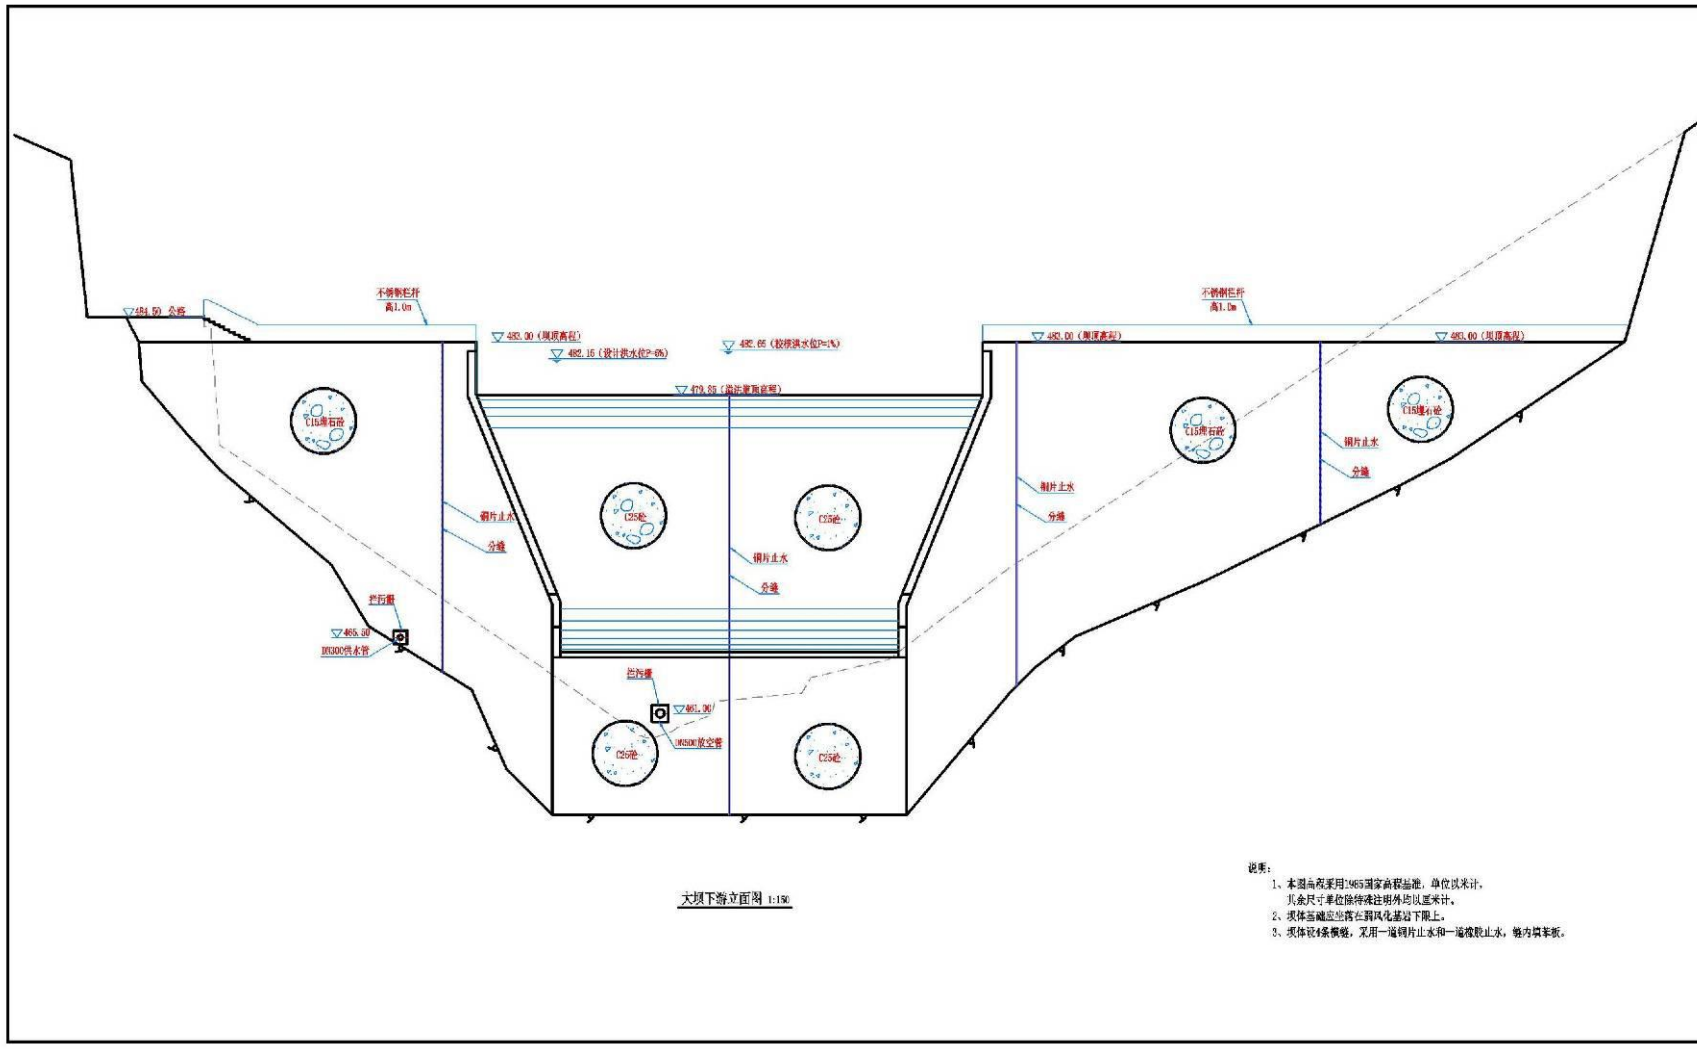 不锈钢栏杆
高1.0m
不锈钢栏杆
高1.0m
484.50 公路
483.00（坝顶高程）
483.00（坝顶高程）
483.00（坝顶高程）
482.15（设计洪水位P=5%）
482.65（校核洪水位P=1%）
479.85（溢洪堰顶高程）
C15埋石砼
C15埋石砼
C15埋石砼
铜片止水
分缝
铜片止水
分缝
铜片止水
分缝
铜片止水
分缝
C25砼
C25砼
拦污栅
465.50
DN300供水管
拦污栅
461.00
DN500放空管
C25砼
C25砼
大坝下游立面图 1:150
说明：
1、本图高程采用1985国家高程基准，单位以米计，
其余尺寸单位除特殊注明外均以厘米计。
2、坝体基础应坐落在弱风化基岩下限上。
3、坝体设4条横缝，采用一道铜片止水和一道橡胶止水，缝内填苯板。